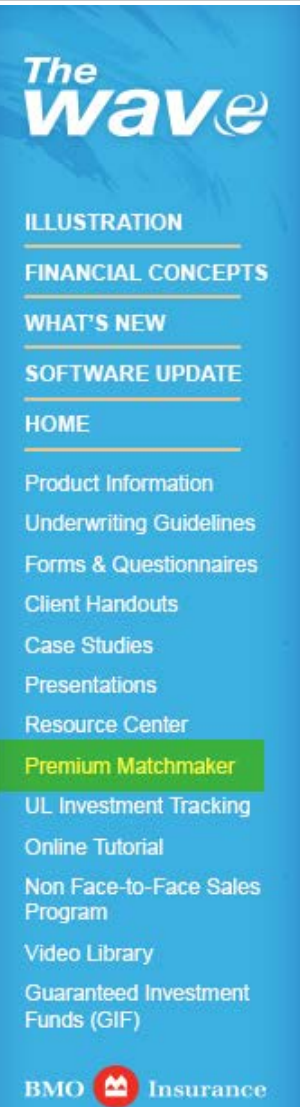 The
wave
ILLUSTRATION
FINANCIAL CONCEPTS
WHAT'S NEW
SOFTWARE UPDATE
HOME
Product Information
Underwriting Guidelines
Forms & Questionnaires
Client Handouts
Case Studies
Presentations
Resource Center
Premium Matchmaker
UL Investment Tracking
Online Tutorial
Non Face-to-Face Sales
Program
Video Library
Guaranteed Investment
Funds (GIF)
BMO Insurance